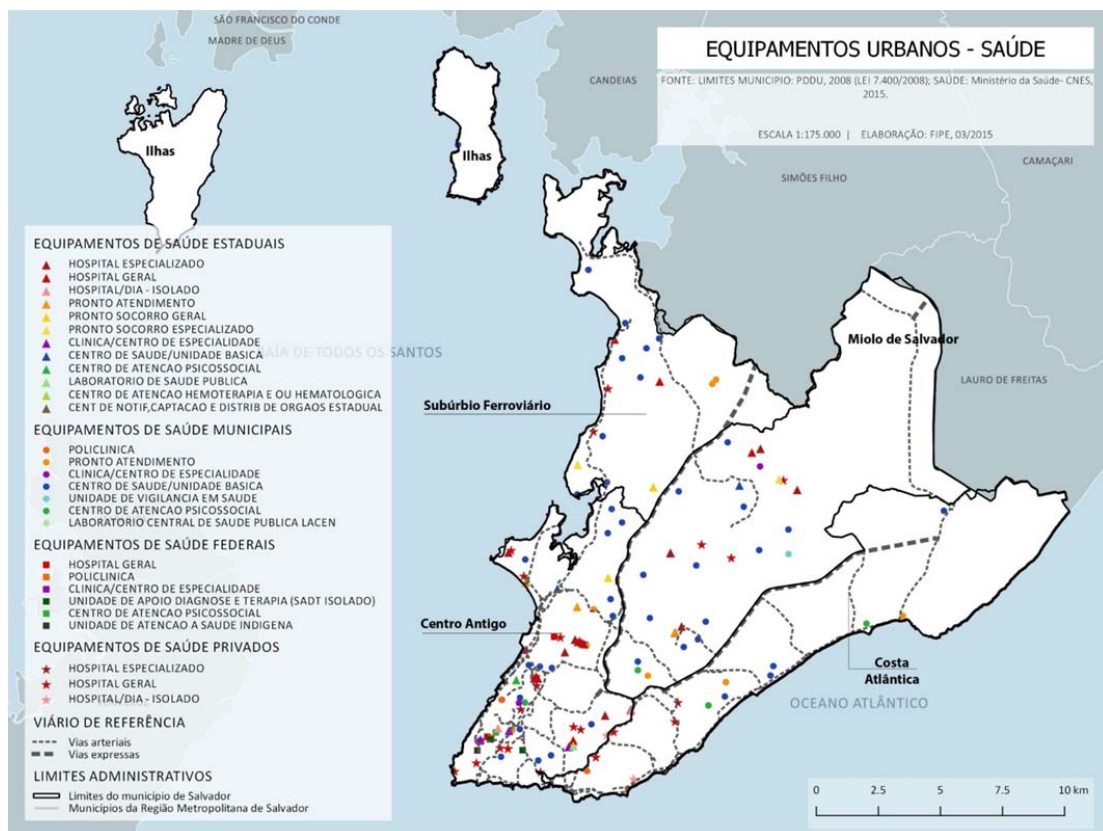 SÃO FRANCISCO DO CONDE
MADRE DE DEUS
CANDEIAS
EQUIPAMENTOS URBANOS - SAÚDE
FONTE: LIMITES MUNICIPIO: PDDU, 2008 (LEI 7.400/2008); SAÚDE: Ministério da Saúde- CNES,
2015.
ESCALA 1:175.000 | ELABORAÇÃO: FIPE, 03/2015
CAMAÇARI
SIMÕES FILHO
Ilhas
Ilhas
EQUIPAMENTOS DE SAÚDE ESTADUAIS
HOSPITAL ESPECIALIZADO
HOSPITAL GERAL
HOSPITAL/DIA - ISOLADO
PRONTO ATENDIMENTO
PRONTO SOCORRO GERAL
PRONTO SOCORRO ESPECIALIZADO
CLINICA/CENTRO DE ESPECIALIDADE
CENTRO DE SAUDE/UNIDADE BASICA
CENTRO DE ATENCAO PSICOSSOCIAL
LABORATORIO DE SAUDE PUBLICA
CENTRO DE ATENCAO HEMOTERAPIA E OU HEMATOLOGICA
CENT DE NOTIF,CAPTACAO E DISTRIB DE ORGAOS ESTADUAL
EQUIPAMENTOS DE SAÚDE MUNICIPAIS
POLICLINICA
PRONTO ATENDIMENTO
CLINICA/CENTRO DE ESPECIALIDADE
CENTRO DE SAUDE/UNIDADE BASICA
UNIDADE DE VIGILANCIA EM SAUDE
CENTRO DE ATENCAO PSICOSSOCIAL
LABORATORIO CENTRAL DE SAUDE PUBLICA LACEN
EQUIPAMENTOS DE SAÚDE FEDERAIS
HOSPITAL GERAL
POLICLINICA
CLINICA/CENTRO DE ESPECIALIDADE
UNIDADE DE APOIO DIAGNOSE E TERAPIA (SADT ISOLADO)
CENTRO DE ATENCAO PSICOSSOCIAL
UNIDADE DE ATENCAO A SAUDE INDIGENA
EQUIPAMENTOS DE SAÚDE PRIVADOS
HOSPITAL ESPECIALIZADO
HOSPITAL GERAL
HOSPITAL/DIA - ISOLADO
VIÁRIO DE REFERÊNCIA
Vias arteriais
Vias expressas
LIMITES ADMINISTRATIVOS
Limites do município de Salvador
Municípios da Região Metropolitana de Salvador
BAÍA DE TODOS OS SANTOS
Miolo de Salvador
LAURO DE FREITAS
Subúrbio Ferroviário
Centro Antigo
Costa
Atlântica
OCEANO ATLÂNTICO
0 2.5 5 7.5 10 km